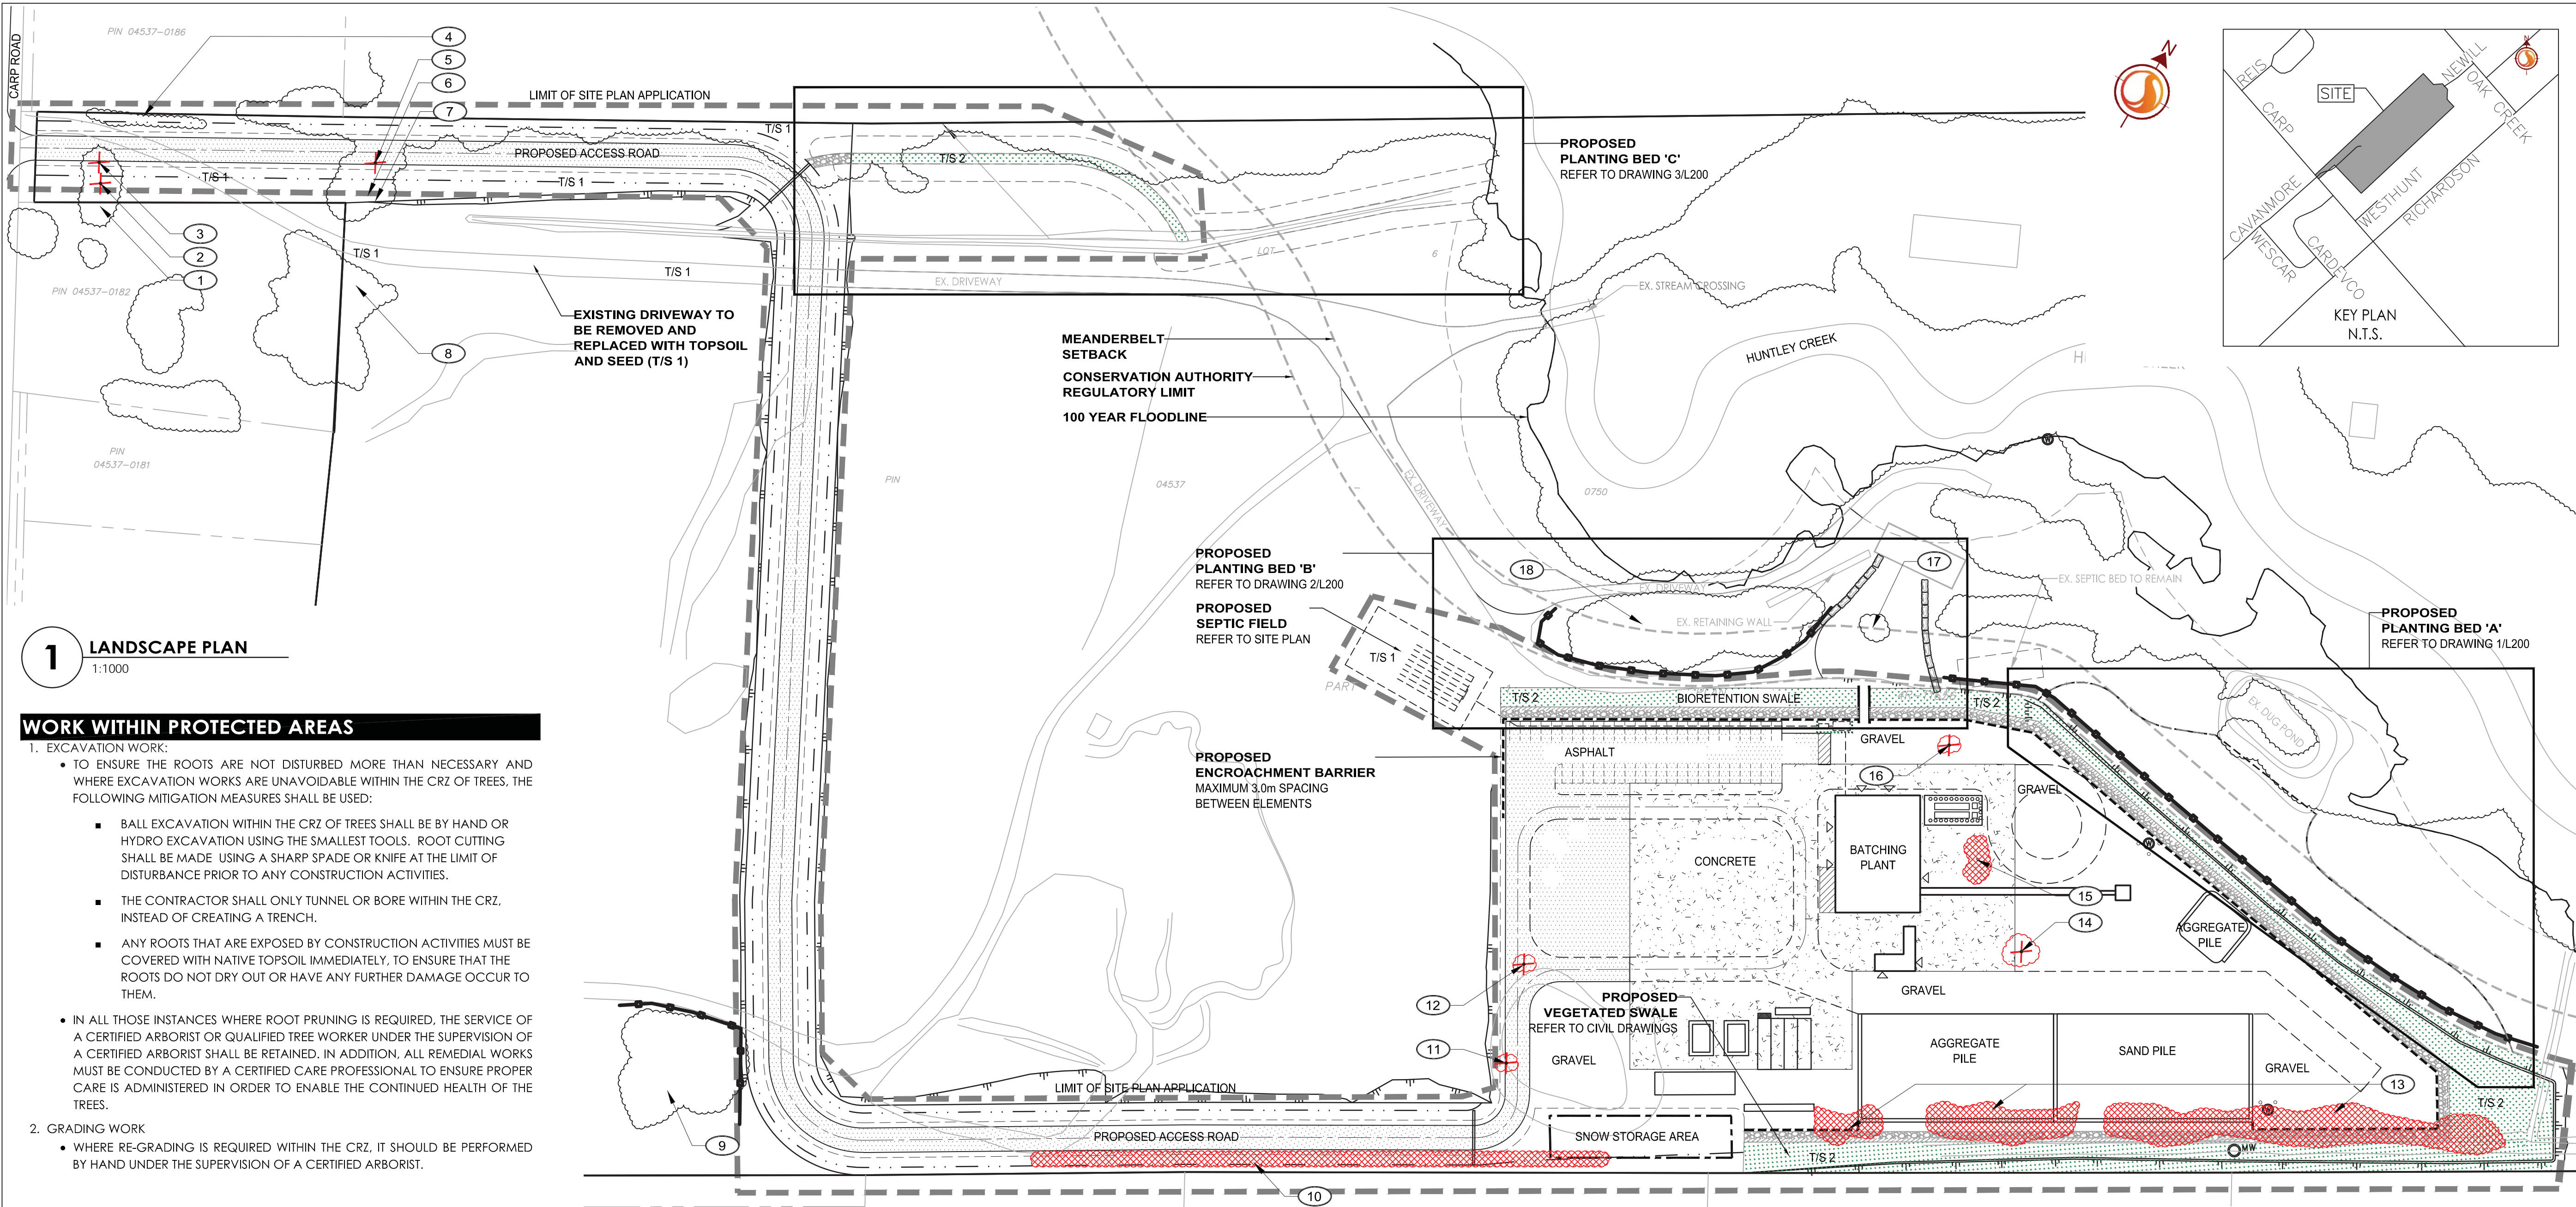 PIN 04537-0186
CARP ROAD
4
5
6
7
LIMIT OF SITE PLAN APPLICATION
T/S 1
PROPOSED ACCESS ROAD
T/S 1
T/S 1
T/S 2
3
2
1
PIN 04537-0182
T/S 1
T/S 1
EX. DRIVEWAY
LOT
6
8
EXISTING DRIVEWAY TO
BE REMOVED AND
REPLACED WITH TOPSOIL
AND SEED (T/S 1)
PIN
04537-0181
PROPOSED
PLANTING BED 'C'
REFER TO DRAWING 3/L200
N
REIS
SITE
NEWILL
OAK CREEK
CARP
CAVANMORE
WESTHUNT
RICHARDSON
WESCAR
CARDEVCO
KEY PLAN
N.T.S.
N
EX. STREAM CROSSING
HUNTLEY CREEK
MEANDERBELT
SETBACK
CONSERVATION AUTHORITY
REGULATORY LIMIT
100 YEAR FLOODLINE
PIN
04537
0750
EX. DRIVEWAY
W
PROPOSED
PLANTING BED 'B'
REFER TO DRAWING 2/L200
PROPOSED
SEPTIC FIELD
REFER TO SITE PLAN
T/S 1
PART
18
17
EX. DRIVEWAY
EX. RETAINING WALL
EX. SEPTIC BED TO REMAIN
PROPOSED
PLANTING BED 'A'
REFER TO DRAWING 1/L200
EX. DUG POND
T/S 2
BIORETENTION SWALE
T/S 2
PROPOSED
ENCROACHMENT BARRIER
MAXIMUM 3.0m SPACING
BETWEEN ELEMENTS
ASPHALT
GRAVEL
16
GRAVEL
CONCRETE
BATCHING
PLANT
W
15
14
AGGREGATE
PILE
GRAVEL
12
11
PROPOSED
VEGETATED SWALE
REFER TO CIVIL DRAWINGS
GRAVEL
AGGREGATE
PILE
SAND PILE
GRAVEL
13
W
T/S 2
LIMIT OF SITE PLAN APPLICATION
PROPOSED ACCESS ROAD
SNOW STORAGE AREA
T/S 2
MW
9
10
1
LANDSCAPE PLAN
1:1000
WORK WITHIN PROTECTED AREAS
1. EXCAVATION WORK:
• TO ENSURE THE ROOTS ARE NOT DISTURBED MORE THAN NECESSARY AND
WHERE EXCAVATION WORKS ARE UNAVOIDABLE WITHIN THE CRZ OF TREES, THE
FOLLOWING MITIGATION MEASURES SHALL BE USED:
▪ BALL EXCAVATION WITHIN THE CRZ OF TREES SHALL BE BY HAND OR
HYDRO EXCAVATION USING THE SMALLEST TOOLS. ROOT CUTTING
SHALL BE MADE USING A SHARP SPADE OR KNIFE AT THE LIMIT OF
DISTURBANCE PRIOR TO ANY CONSTRUCTION ACTIVITIES.
▪ THE CONTRACTOR SHALL ONLY TUNNEL OR BORE WITHIN THE CRZ,
INSTEAD OF CREATING A TRENCH.
▪ ANY ROOTS THAT ARE EXPOSED BY CONSTRUCTION ACTIVITIES MUST BE
COVERED WITH NATIVE TOPSOIL IMMEDIATELY, TO ENSURE THAT THE
ROOTS DO NOT DRY OUT OR HAVE ANY FURTHER DAMAGE OCCUR TO
THEM.
• IN ALL THOSE INSTANCES WHERE ROOT PRUNING IS REQUIRED, THE SERVICE OF
A CERTIFIED ARBORIST OR QUALIFIED TREE WORKER UNDER THE SUPERVISION OF
A CERTIFIED ARBORIST SHALL BE RETAINED. IN ADDITION, ALL REMEDIAL WORKS
MUST BE CONDUCTED BY A CERTIFIED CARE PROFESSIONAL TO ENSURE PROPER
CARE IS ADMINISTERED IN ORDER TO ENABLE THE CONTINUED HEALTH OF THE
TREES.
2. GRADING WORK
• WHERE RE-GRADING IS REQUIRED WITHIN THE CRZ, IT SHOULD BE PERFORMED
BY HAND UNDER THE SUPERVISION OF A CERTIFIED ARBORIST.